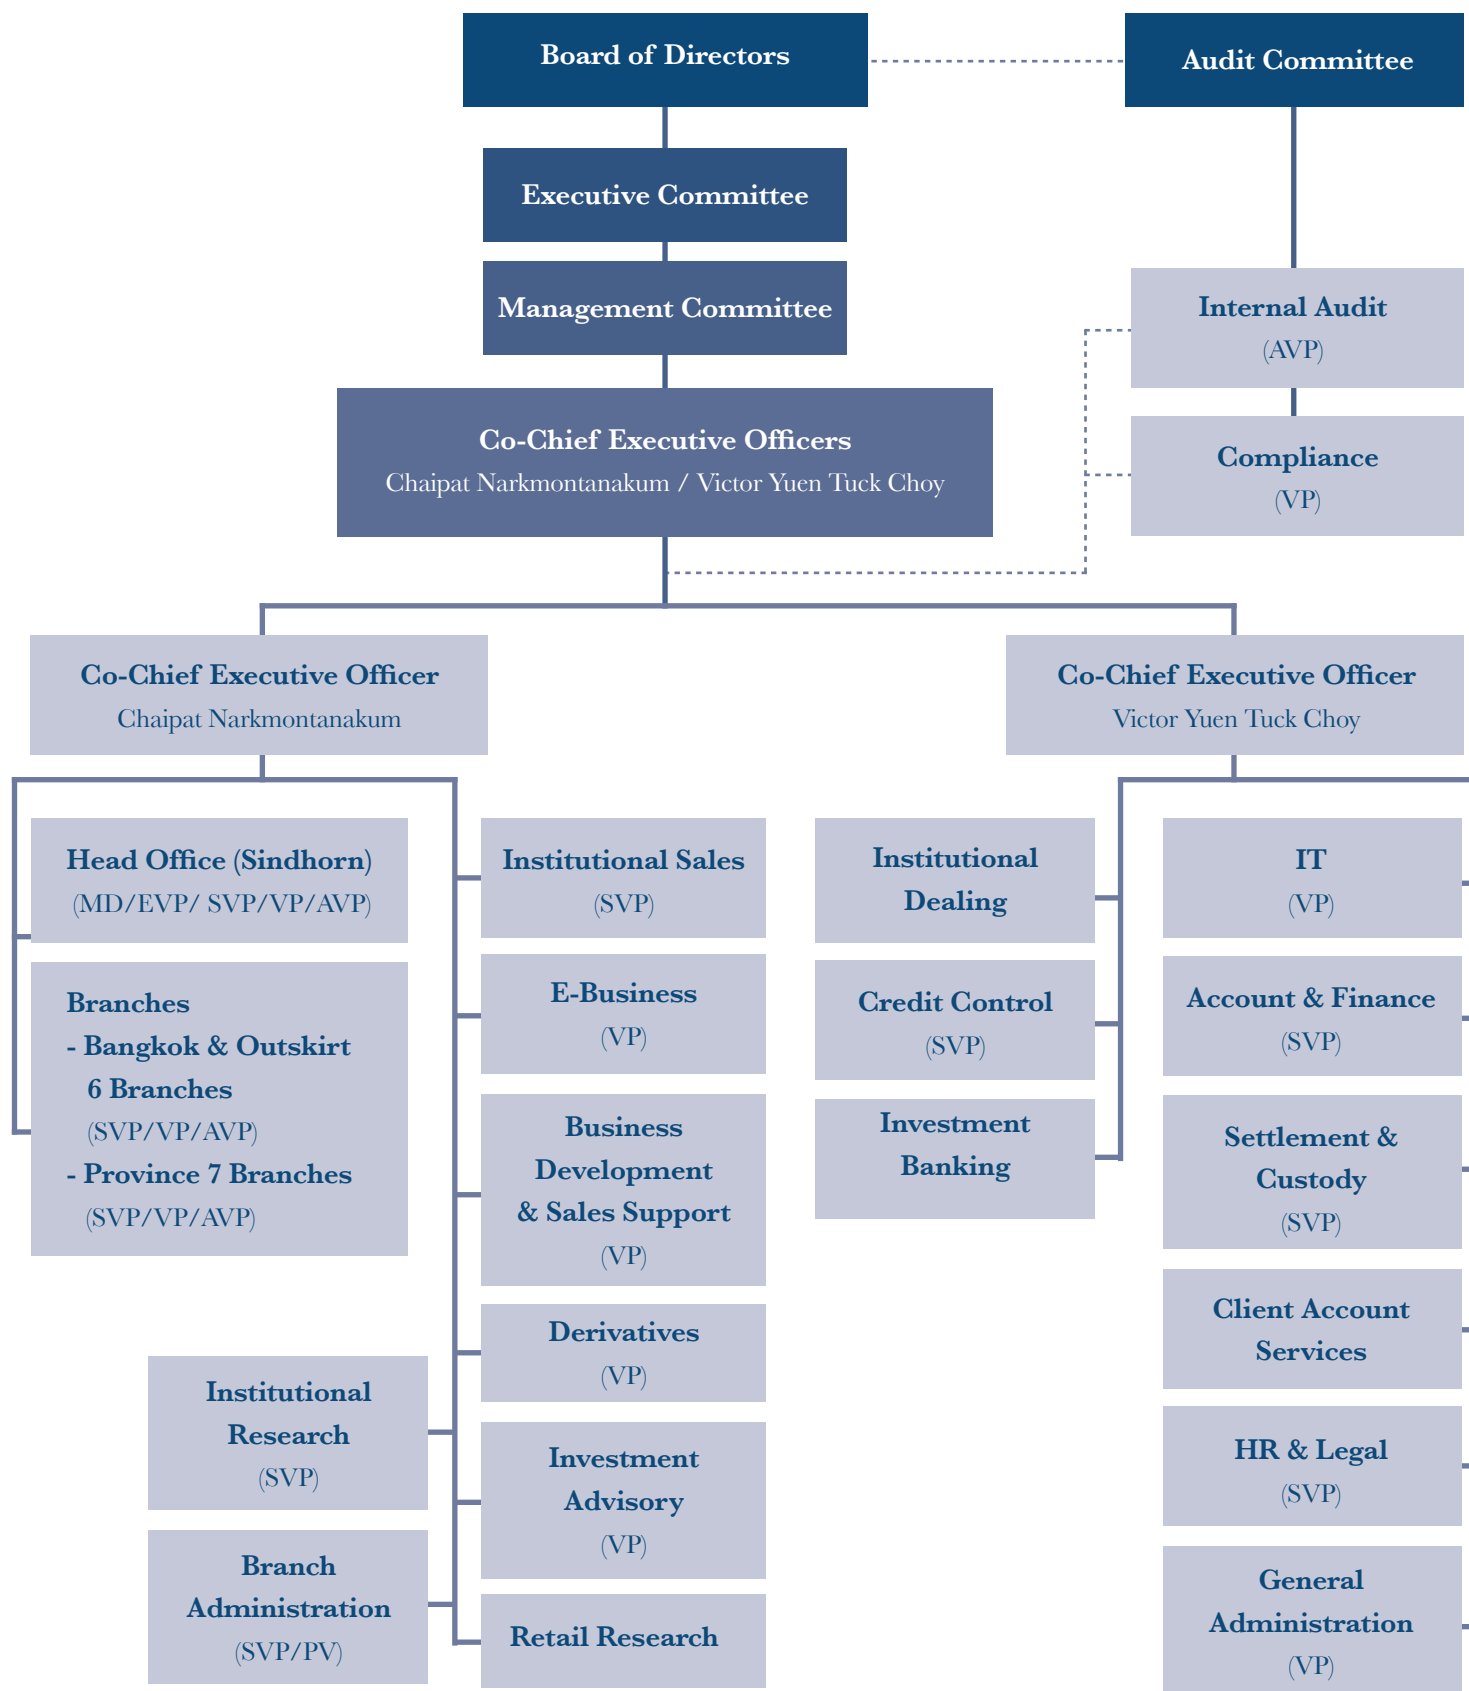 Board of Directors
Audit Committee
Executive Committee
Management Committee
Internal Audit
(AVP)
Co-Chief Executive Officers
Chaipat Narkmontanakum / Victor Yuen Tuck Choy
Compliance
(VP)
Co-Chief Executive Officer
Chaipat Narkmontanakum
Co-Chief Executive Officer
Victor Yuen Tuck Choy
Head Office (Sindhorn)
(MD/EVP/ SVP/VP/AVP)
Branches
- Bangkok & Outskirt
6 Branches
(SVP/VP/AVP)
- Province 7 Branches
(SVP/VP/AVP)
Institutional
Research
(SVP)
Branch
Administration
(SVP/PV)
Institutional Sales
(SVP)
E-Business
(VP)
Business
Development
& Sales Support
(VP)
Derivatives
(VP)
Investment
Advisory
(VP)
Retail Research
Institutional
Dealing
Credit Control
(SVP)
Investment
Banking
IT
(VP)
Account & Finance
(SVP)
Settlement &
Custody
(SVP)
Client Account
Services
HR & Legal
(SVP)
General
Administration
(VP)